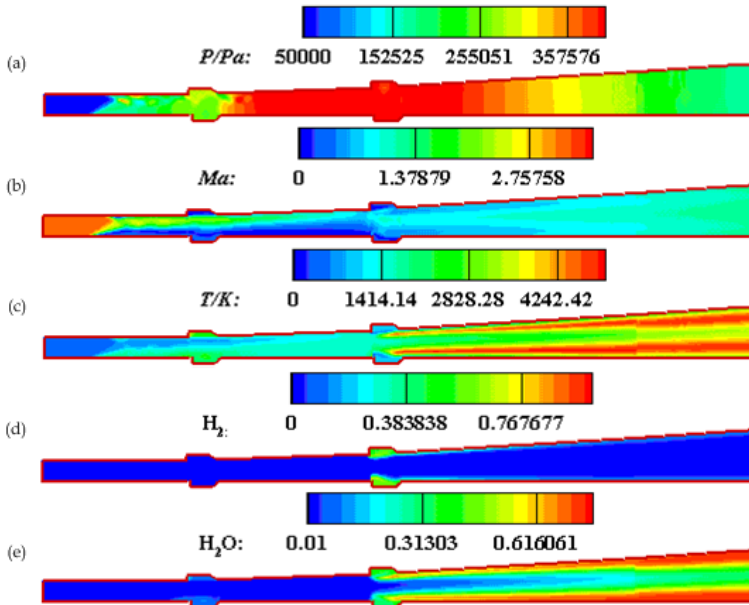 (a)
P/Pa: 50000 152525 255051 357576
(b)
Ma: 0 1.37879 2.75758
(c)
T/K: 0 1414.14 2828.28 4242.42
(d)
H₂: 0 0.383838 0.767677
(e)
H₂O: 0.01 0.31303 0.616061